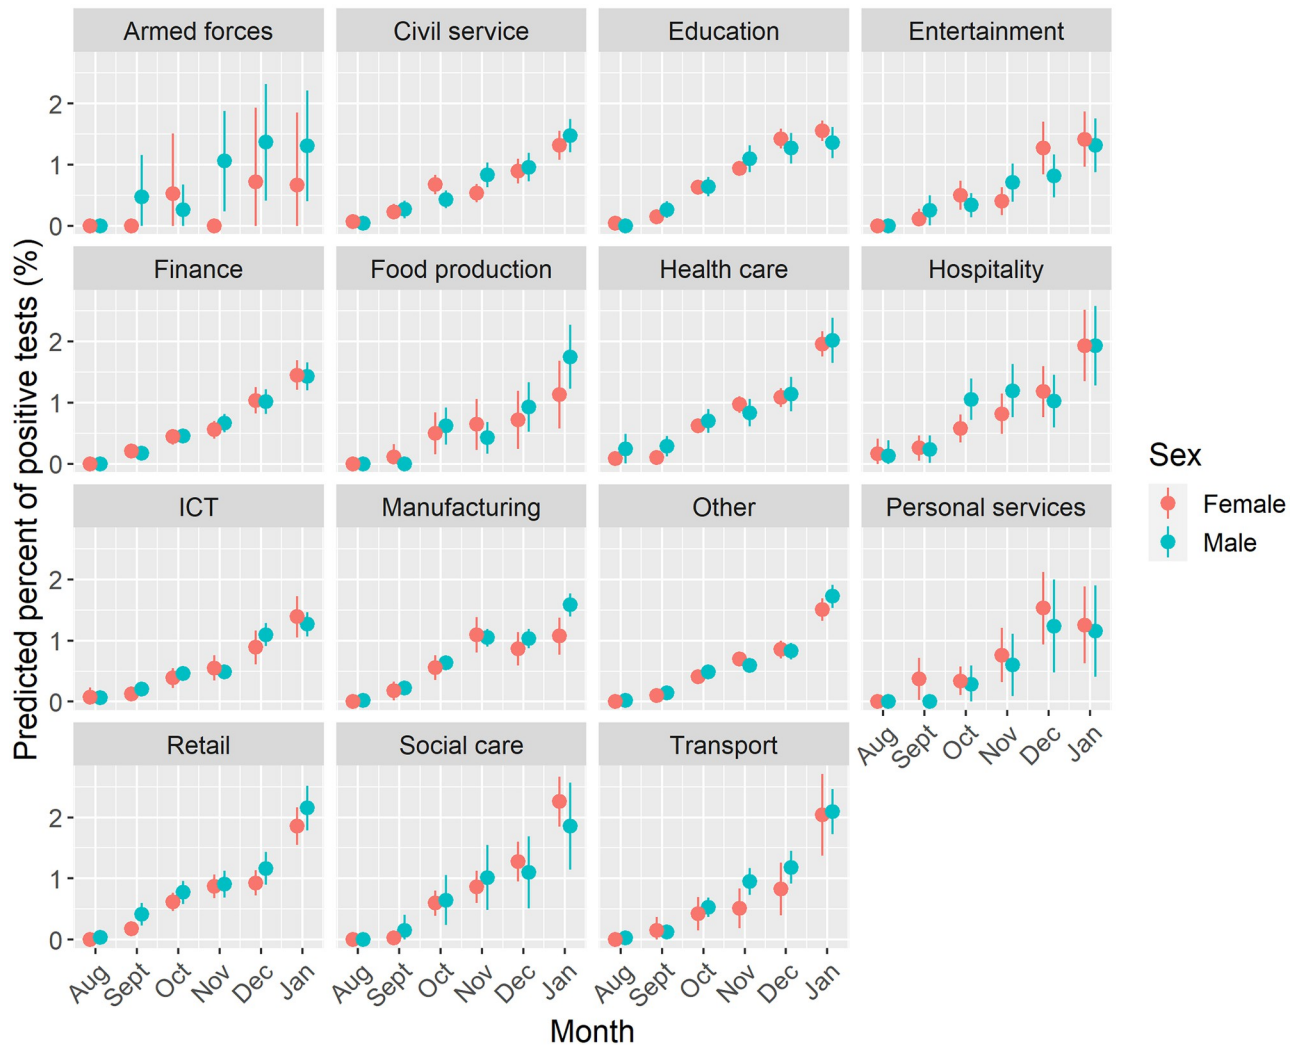 Armed forces Civil service Education Entertainment
2
1
0
Finance Food production Health care Hospitality
2
1
0
ICT Manufacturing Other Personal services
2
1
0
Aug Sept Oct Nov Dec Jan
Retail Social care Transport
2
1
0
Aug Sept Oct Nov Dec Jan Aug Sept Oct Nov Dec Jan Aug Sept Oct Nov Dec Jan
Month
Predicted percent of positive tests (%)
Sex
Female
Male